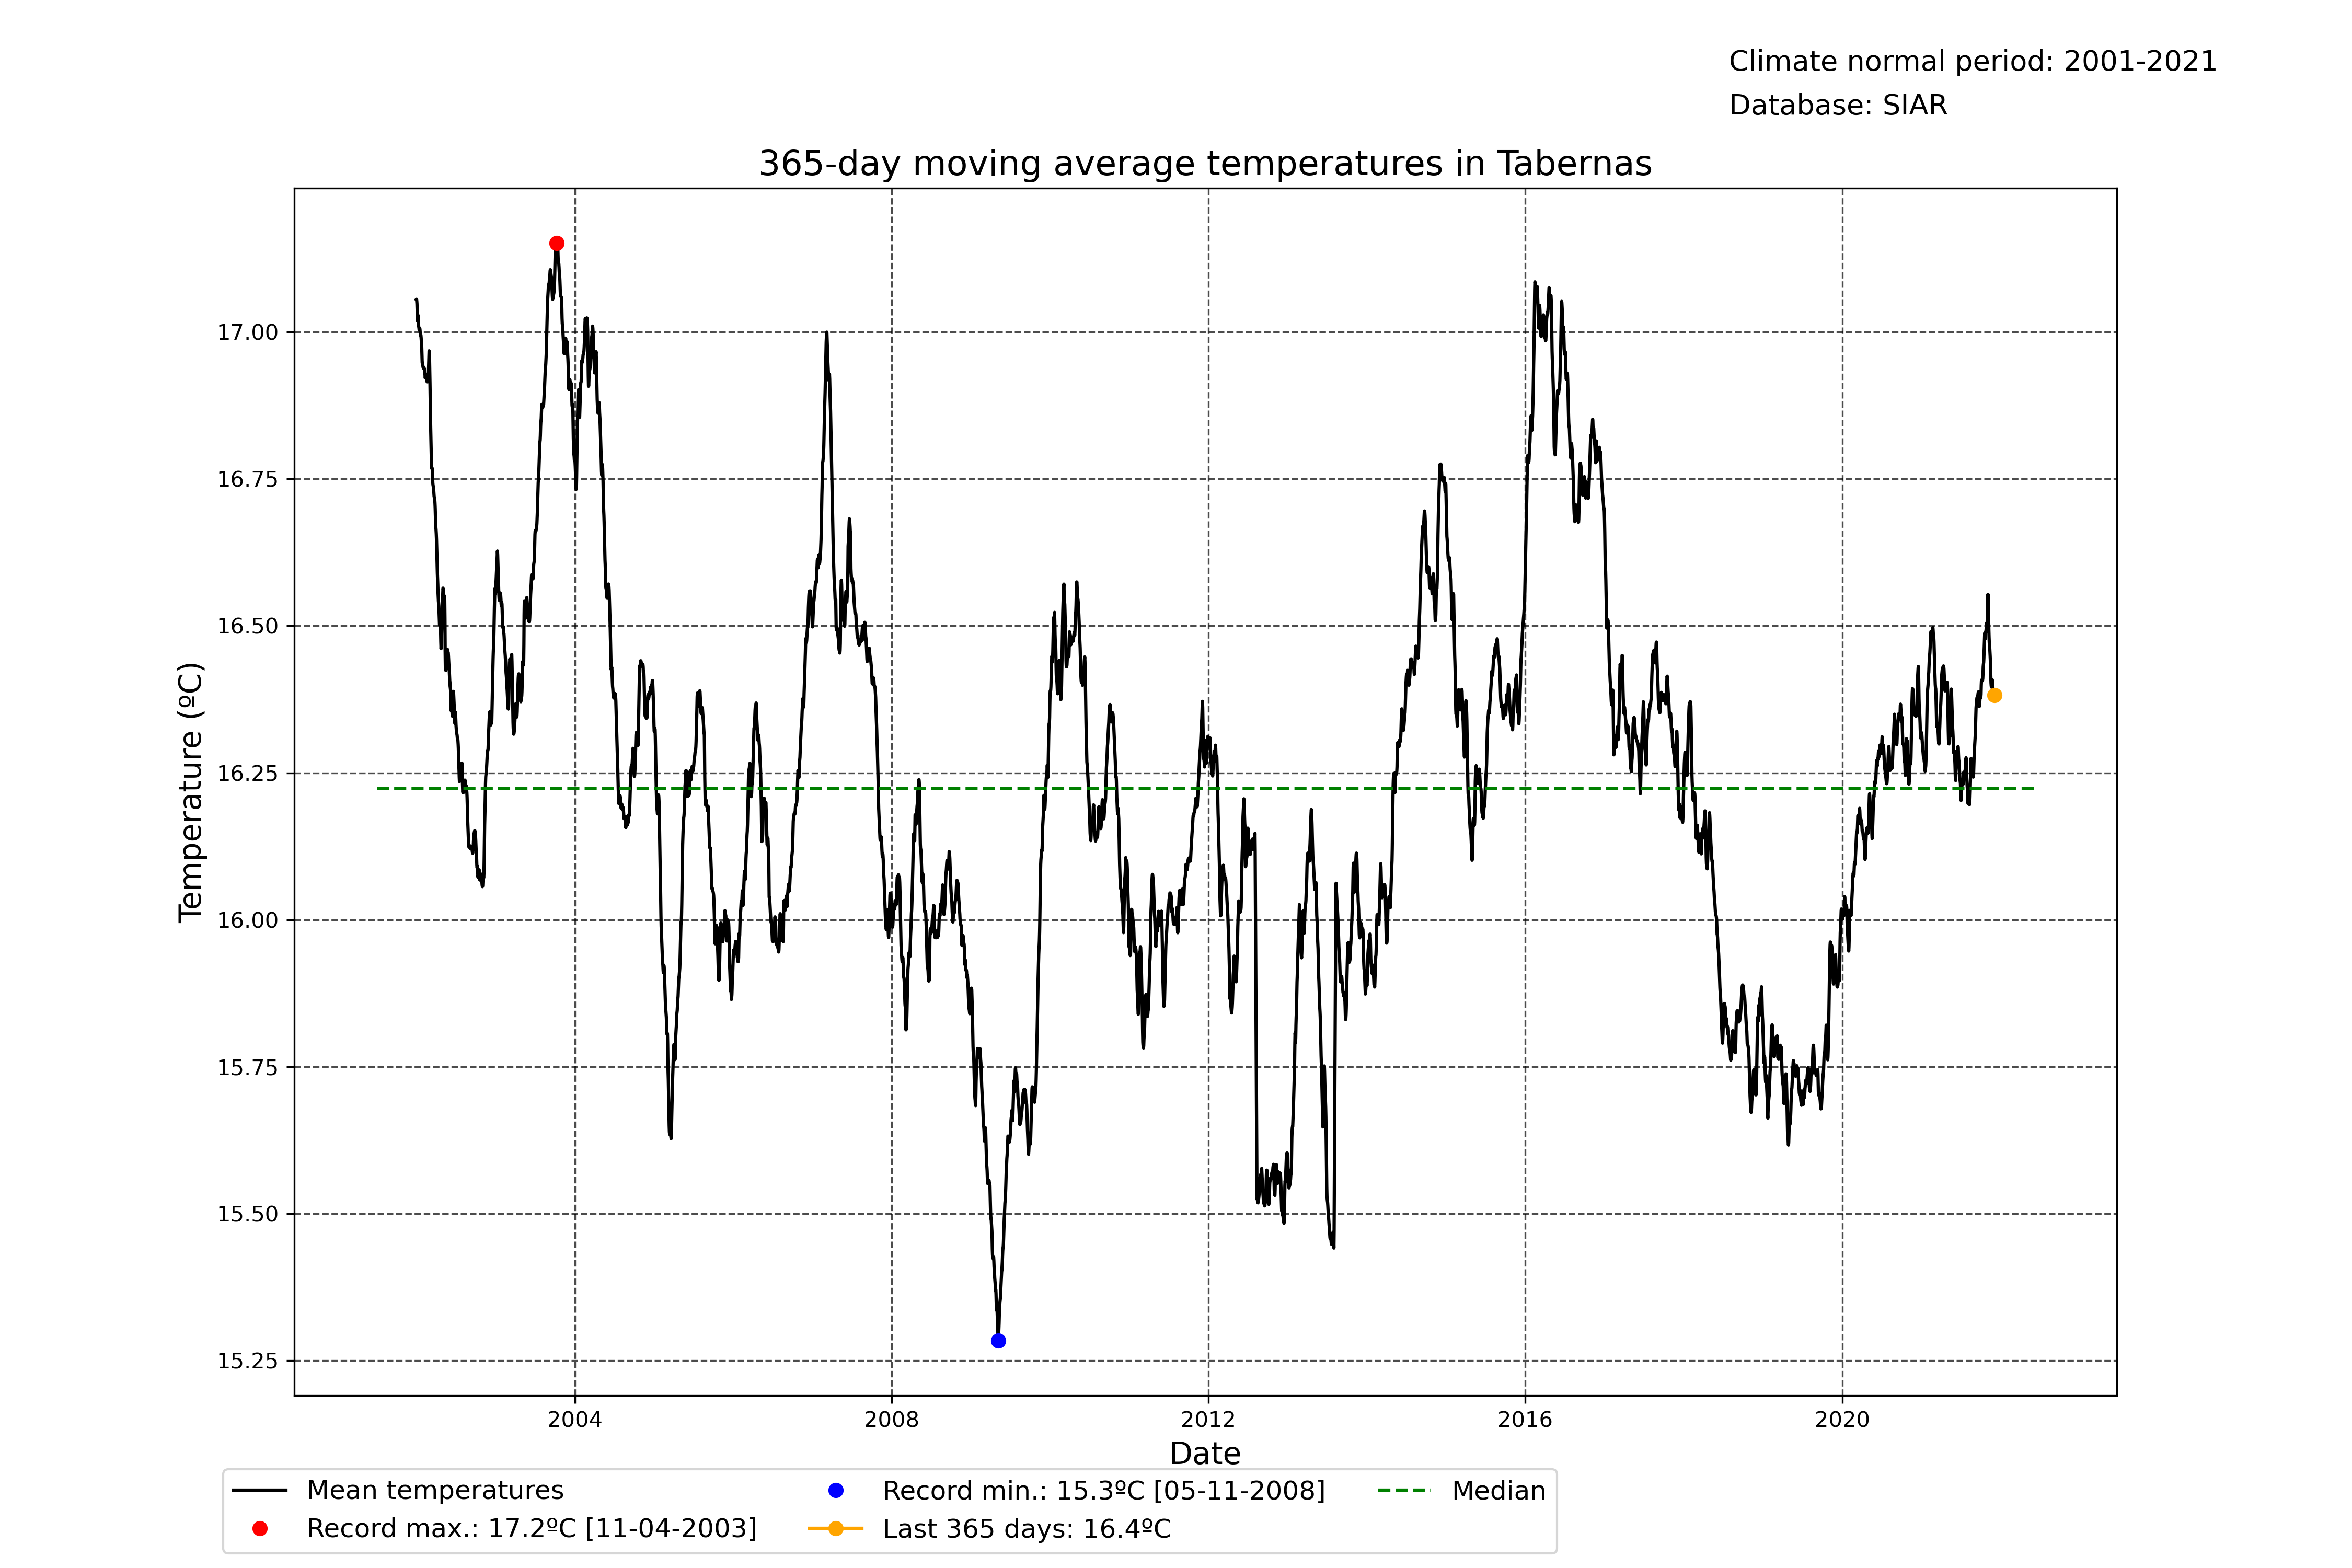 Climate normal period: 2001-2021
Database: SIAR
365-day moving average temperatures in Tabernas
17.00
16.75
16.50
16.25
16.00
15.75
15.50
15.25
Temperature (ºC)
2004 2008 2012 2016 2020
Date
Mean temperatures
Record max.: 17.2ºC [11-04-2003]
Record min.: 15.3ºC [05-11-2008]
Last 365 days: 16.4ºC
Median